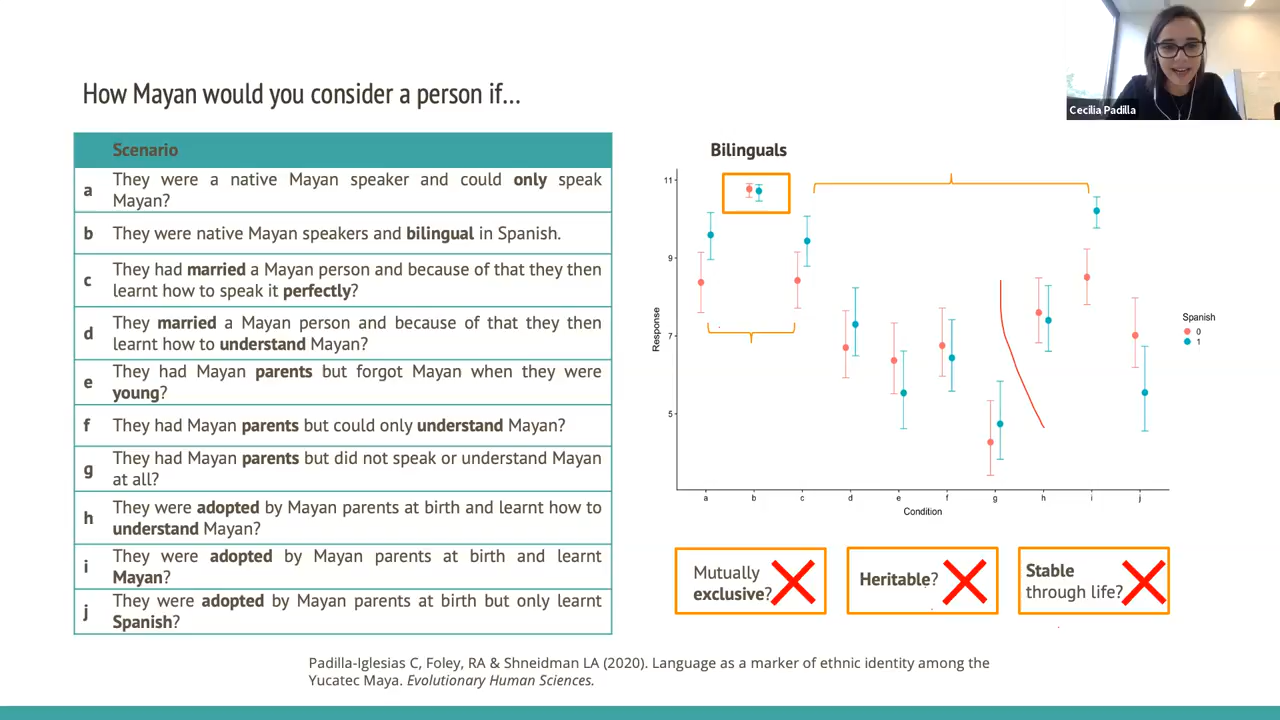 Cecilia Padilla
How Mayan would you consider a person if...
Scenario
a They were a native Mayan speaker and could only speak
Mayan?
b They were native Mayan speakers and bilingual in Spanish.
c They had married a Mayan person and because of that they then
learnt how to speak it perfectly?
d They married a Mayan person and because of that they then
learnt how to understand Mayan?
e They had Mayan parents but forgot Mayan when they were
young?
f They had Mayan parents but could only understand Mayan?
g They had Mayan parents but did not speak or understand Mayan
at all?
h They were adopted by Mayan parents at birth and learnt how to
understand Mayan?
i They were adopted by Mayan parents at birth and learnt
Mayan?
j They were adopted by Mayan parents at birth but only learnt
Spanish?
Bilinguals
11
9
7
5
Response
a b c d e f g h i j
Condition
Spanish
0
1
Mutually
exclusive?
Heritable?
Stable
through life?
Padilla-Iglesias C, Foley, RA & Shneidman LA (2020). Language as a marker of ethnic identity among the
Yucatec Maya. Evolutionary Human Sciences.